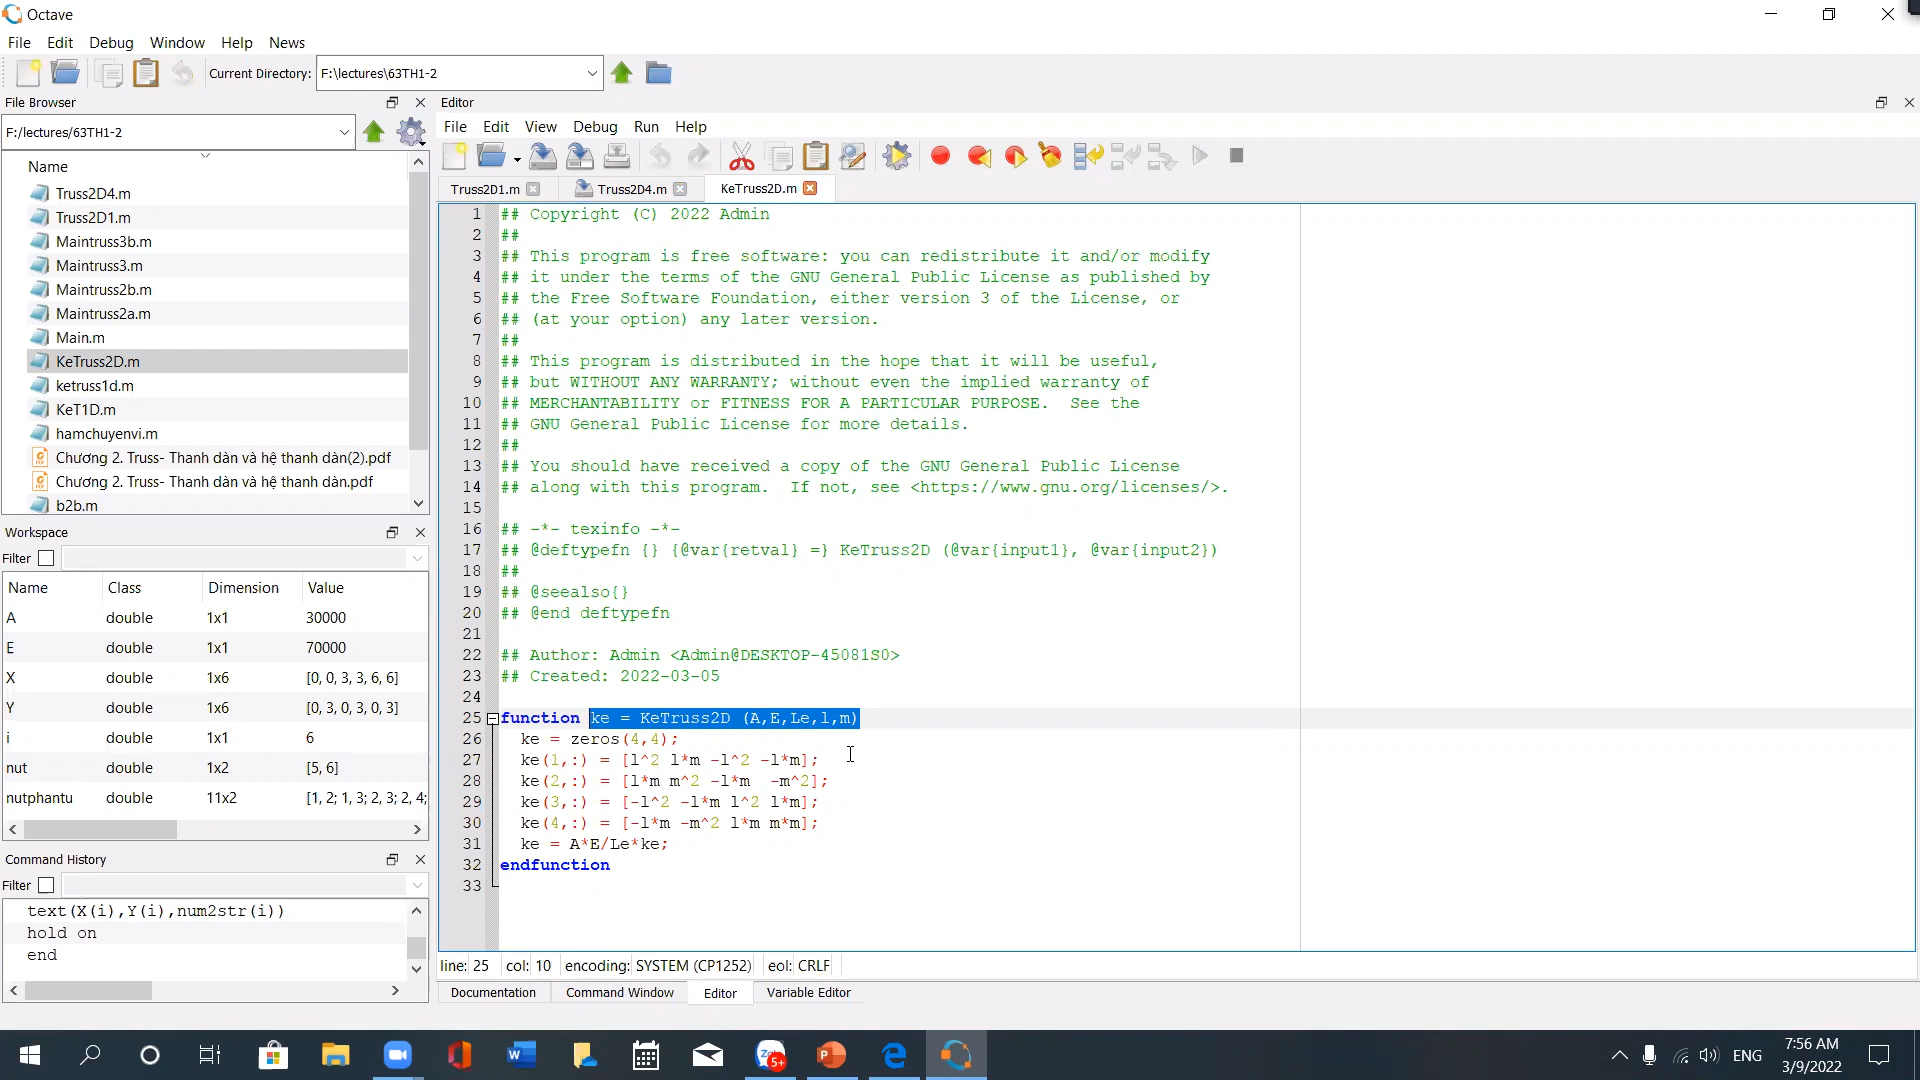 Octave
File Edit Debug Window Help News
Current Directory: F:\lectures\63TH1-2
File Browser
F:/lectures/63TH1-2
Name
Truss2D4.m
Truss2D1.m
Maintruss3b.m
Maintruss3.m
Maintruss2b.m
Maintruss2a.m
Main.m
KeTruss2D.m
ketruss1d.m
KeT1D.m
hamchuyenvi.m
Chương 2. Truss- Thanh dàn và hệ thanh dàn(2).pdf
Chương 2. Truss- Thanh dàn và hệ thanh dàn.pdf
b2b.m
Workspace
Filter
Name Class Dimension Value
A double 1x1 30000
E double 1x1 70000
X double 1x6 [0, 0, 3, 3, 6, 6]
Y double 1x6 [0, 3, 0, 3, 0, 3]
i double 1x1 6
nut double 1x2 [5, 6]
nutphantu double 11x2 [1, 2; 1, 3; 2, 3; 2, 4;
Command History
Filter
text(X(i),Y(i),num2str(i))
hold on
end
Editor
File Edit View Debug Run Help
Truss2D1.m Truss2D4.m KeTruss2D.m
1 ## Copyright (C) 2022 Admin
2 ##
3 ## This program is free software: you can redistribute it and/or modify
4 ## it under the terms of the GNU General Public License as published by
5 ## the Free Software Foundation, either version 3 of the License, or
6 ## (at your option) any later version.
7 ##
8 ## This program is distributed in the hope that it will be useful,
9 ## but WITHOUT ANY WARRANTY; without even the implied warranty of
10 ## MERCHANTABILITY or FITNESS FOR A PARTICULAR PURPOSE.  See the
11 ## GNU General Public License for more details.
12 ##
13 ## You should have received a copy of the GNU General Public License
14 ## along with this program.  If not, see <https://www.gnu.org/licenses/>.
15
16 ## -*- texinfo -*-
17 ## @deftypefn {} {@var{retval} =} KeTruss2D (@var{input1}, @var{input2})
18 ##
19 ## @seealso{}
20 ## @end deftypefn
21
22 ## Author: Admin <Admin@DESKTOP-45081S0>
23 ## Created: 2022-03-05
24
25 function ke = KeTruss2D (A,E,Le,l,m)
26 ke = zeros(4,4);
27 ke(1,:) = [l^2 l*m -l^2 -l*m];
28 ke(2,:) = [l*m m^2 -l*m  -m^2];
29 ke(3,:) = [-l^2 -l*m l^2 l*m];
30 ke(4,:) = [-l*m -m^2 l*m m*m];
31 ke = A*E/Le*ke;
32 endfunction
33
line: 25 col: 10 encoding: SYSTEM (CP1252) eol: CRLF
Documentation Command Window Editor Variable Editor
5+
ENG
7:56 AM
3/9/2022